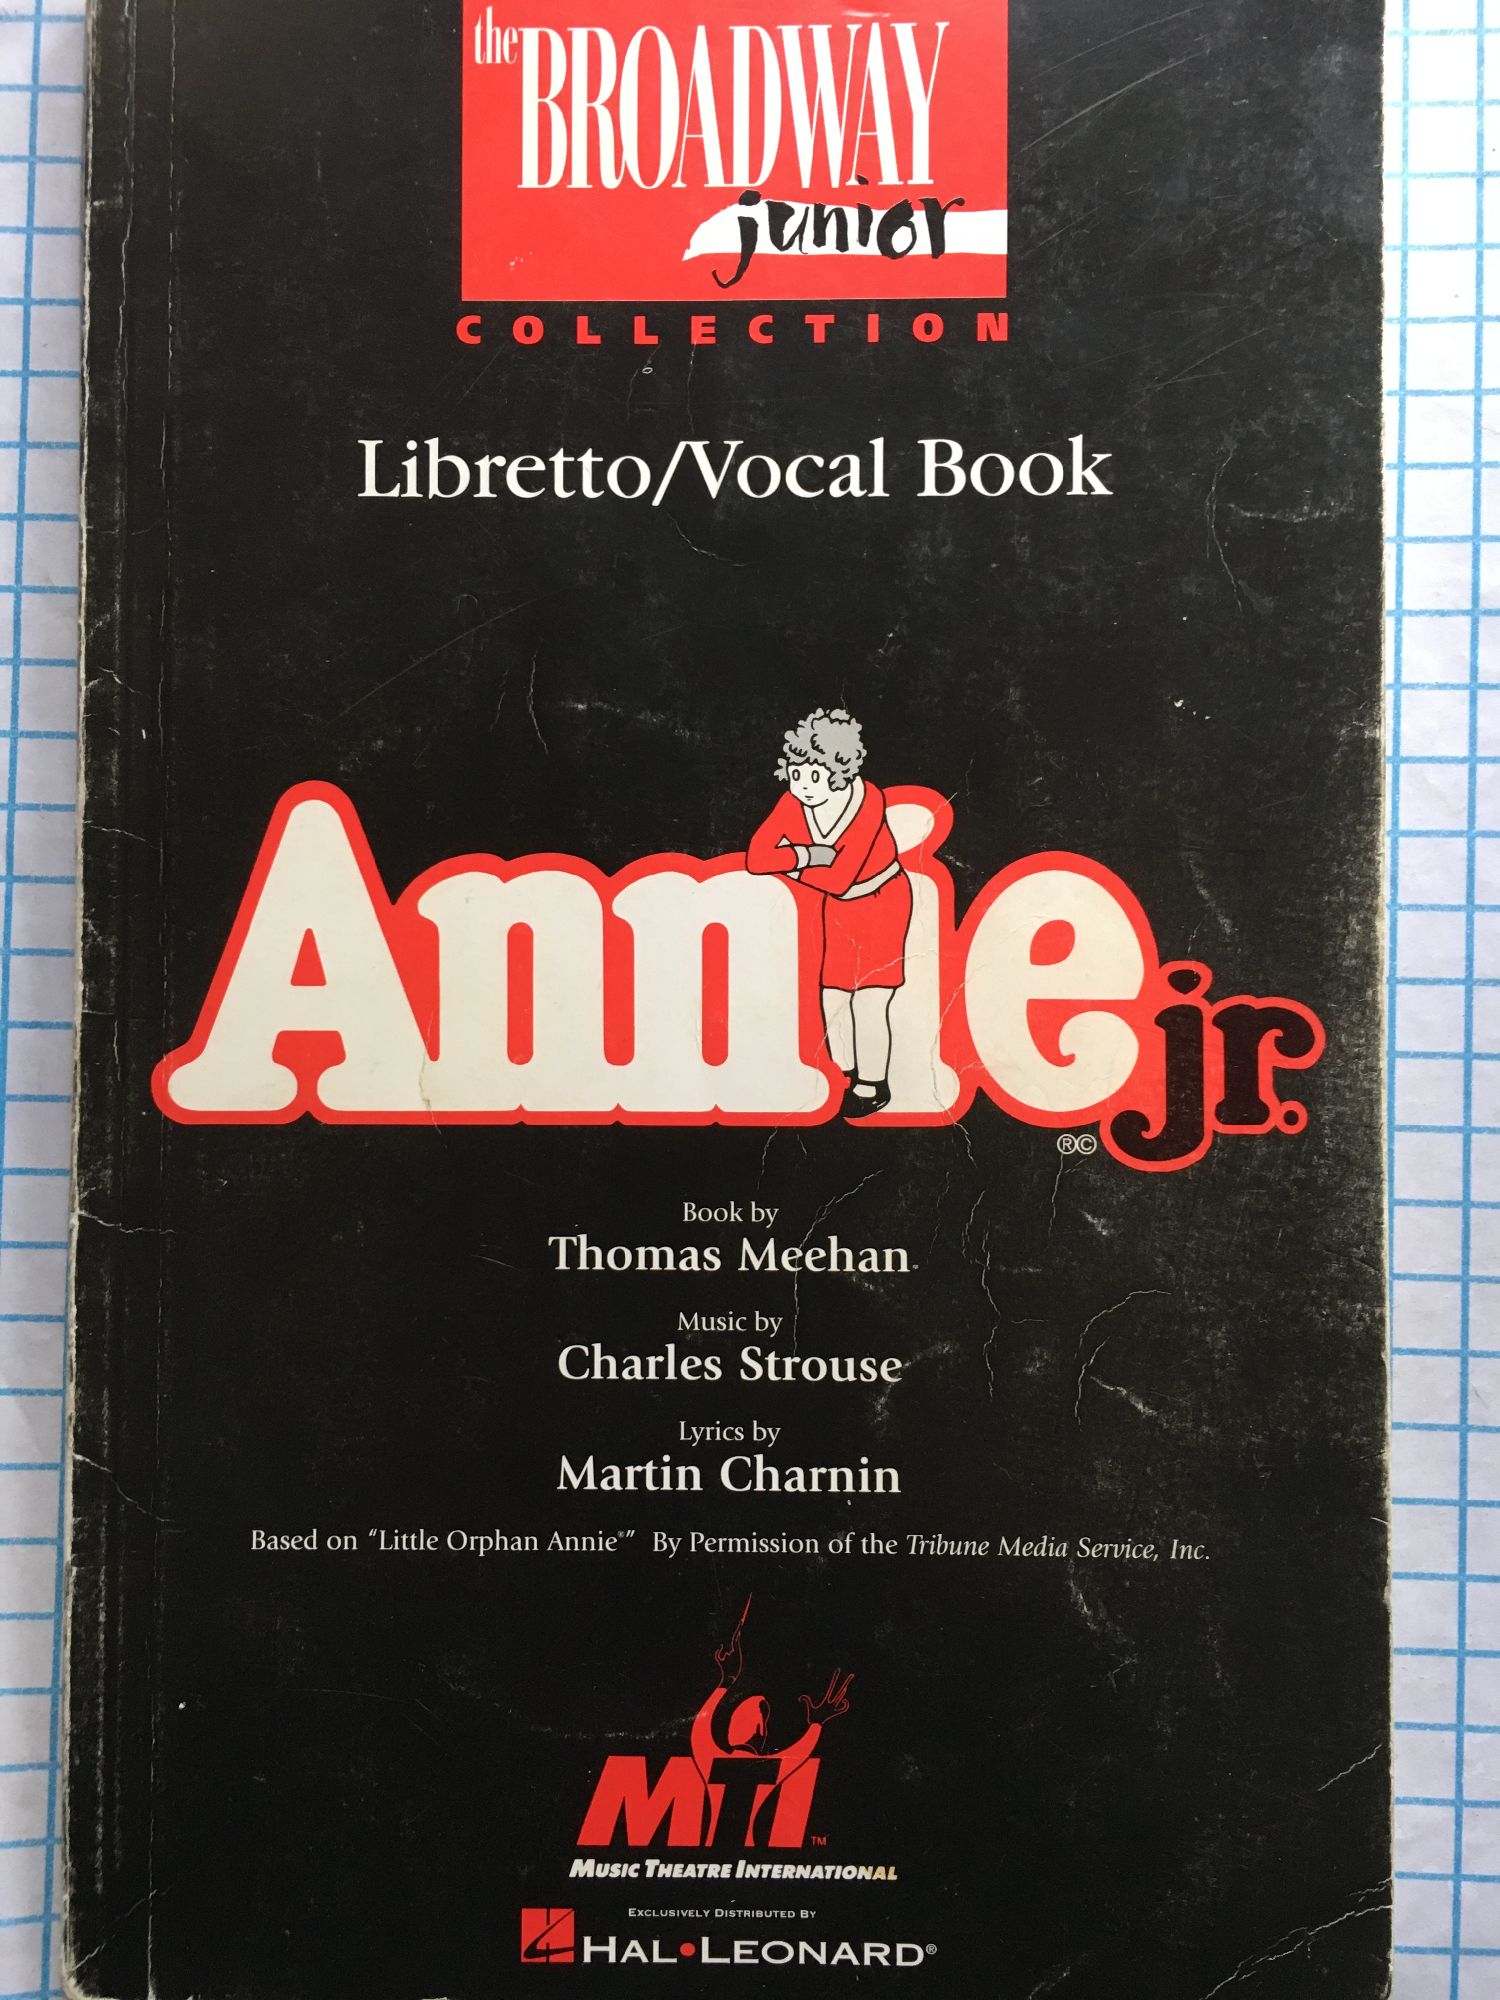 the BROADWAY
junior
COLLECTION
Libretto/Vocal Book
Annie jr.
®©
Book by
Thomas Meehan
Music by
Charles Strouse
Lyrics by
Martin Charnin
Based on "Little Orphan Annie®" By Permission of the Tribune Media Service, Inc.
MTI™
MUSIC THEATRE INTERNATIONAL
EXCLUSIVELY DISTRIBUTED BY
HAL•LEONARD®